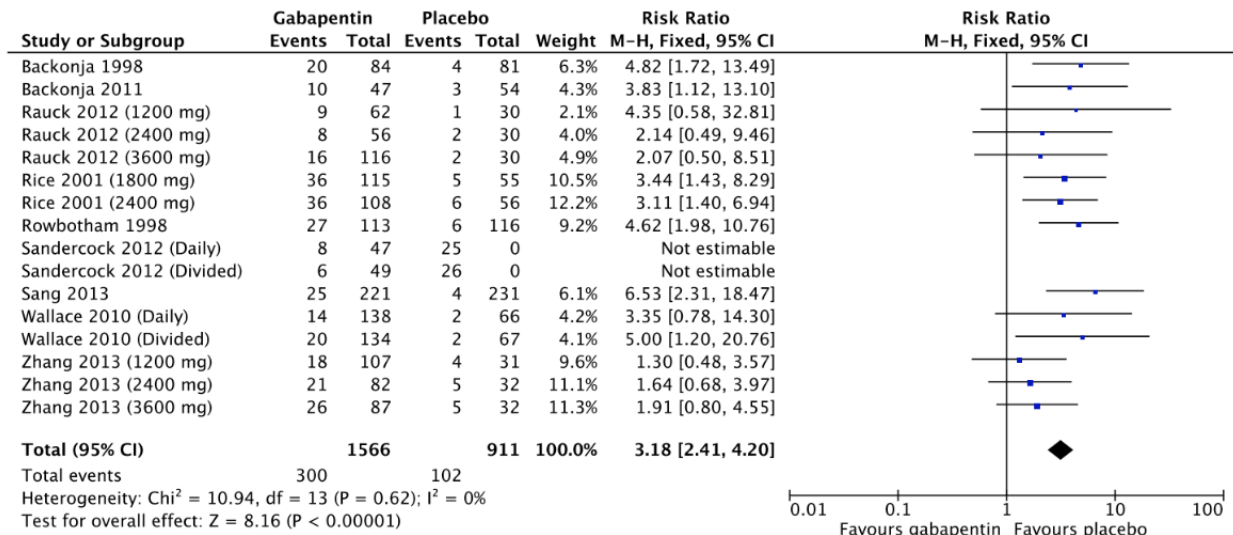 Gabapentin Placebo Risk Ratio Risk Ratio
Study or Subgroup Events Total Events Total Weight M-H, Fixed, 95% CI M-H, Fixed, 95% CI
Backonja 1998 20 84 4 81 6.3% 4.82 [1.72, 13.49]
Backonja 2011 10 47 3 54 4.3% 3.83 [1.12, 13.10]
Rauck 2012 (1200 mg) 9 62 1 30 2.1% 4.35 [0.58, 32.81]
Rauck 2012 (2400 mg) 8 56 2 30 4.0% 2.14 [0.49, 9.46]
Rauck 2012 (3600 mg) 16 116 2 30 4.9% 2.07 [0.50, 8.51]
Rice 2001 (1800 mg) 36 115 5 55 10.5% 3.44 [1.43, 8.29]
Rice 2001 (2400 mg) 36 108 6 56 12.2% 3.11 [1.40, 6.94]
Rowbotham 1998 27 113 6 116 9.2% 4.62 [1.98, 10.76]
Sandercock 2012 (Daily) 8 47 25 0 Not estimable
Sandercock 2012 (Divided) 6 49 26 0 Not estimable
Sang 2013 25 221 4 231 6.1% 6.53 [2.31, 18.47]
Wallace 2010 (Daily) 14 138 2 66 4.2% 3.35 [0.78, 14.30]
Wallace 2010 (Divided) 20 134 2 67 4.1% 5.00 [1.20, 20.76]
Zhang 2013 (1200 mg) 18 107 4 31 9.6% 1.30 [0.48, 3.57]
Zhang 2013 (2400 mg) 21 82 5 32 11.1% 1.64 [0.68, 3.97]
Zhang 2013 (3600 mg) 26 87 5 32 11.3% 1.91 [0.80, 4.55]
Total (95% CI) 1566 911 100.0% 3.18 [2.41, 4.20]
Total events 300 102
Heterogeneity: Chi² = 10.94, df = 13 (P = 0.62); I² = 0%
Test for overall effect: Z = 8.16 (P < 0.00001)
0.01 0.1 1 10 100
Favours gabapentin Favours placebo